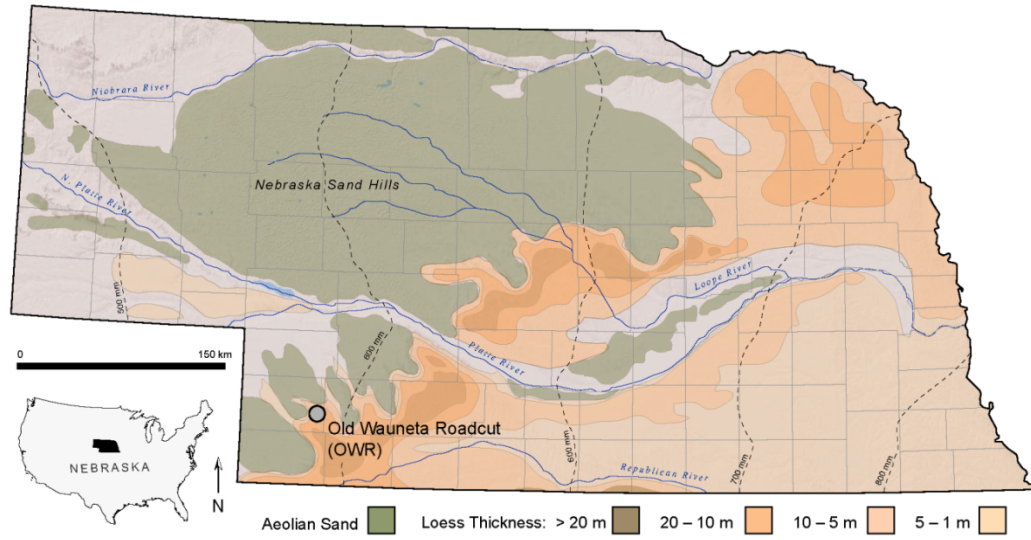 Niobrara River
N. Platte River
Nebraska Sand Hills
500 mm
Loope River
600 mm
Platte River
0 150 km
Old Wauneta Roadcut
(OWR)
600 mm
700 mm
800 mm
Republican River
NEBRASKA
N
Aeolian Sand
Loess Thickness: > 20 m
20 – 10 m
10 – 5 m
5 – 1 m